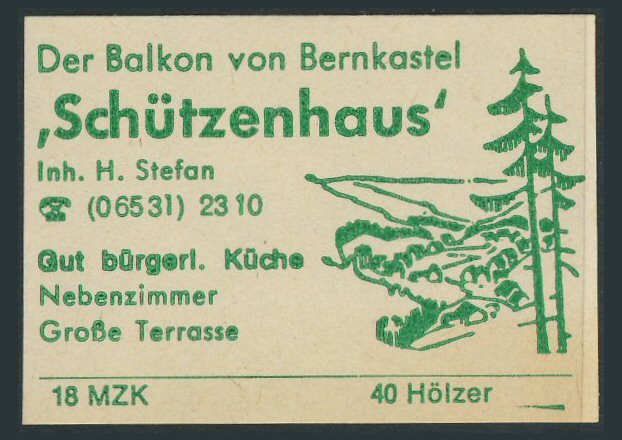 Der Balkon von Bernkastel
‚Schützenhaus‘
Inh. H. Stefan
☎ (06531) 2310
Gut bürgerl. Küche
Nebenzimmer
Große Terrasse
18 MZK 40 Hölzer